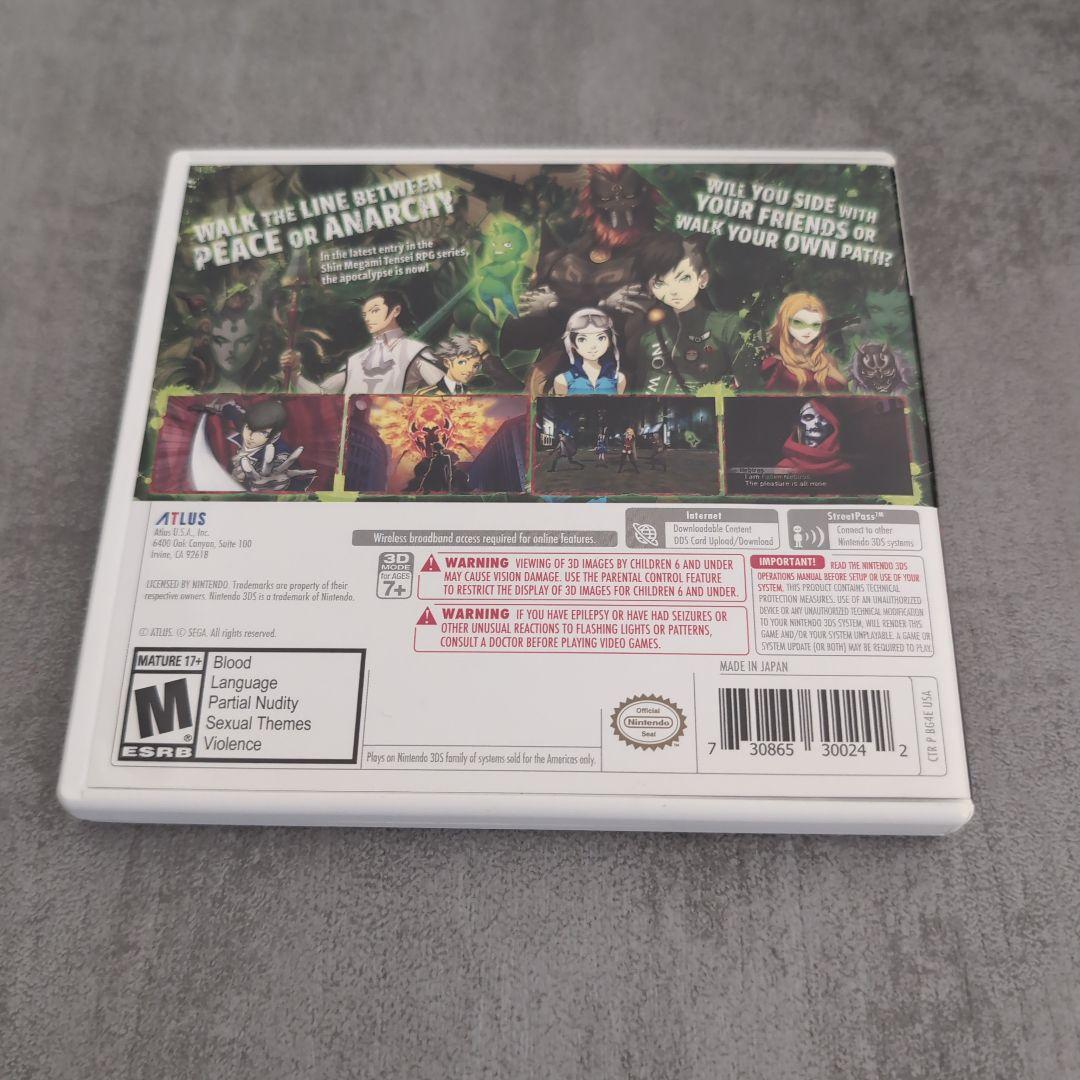 WALK THE LINE BETWEEN
PEACE OR ANARCHY
In the latest entry in the
Shin Megami Tensei RPG series,
the apocalypse is now!
WILL YOU SIDE WITH
YOUR FRIENDS OR
WALK YOUR OWN PATH?
NO W
Nebiros
I am Fallen Nebiros.
The pleasure is all mine
ATLUS
Atlus U.S.A., Inc.
6400 Oak Canyon, Suite 100
Irvine, CA 92618
Wireless broadband access required for online features.
Internet
Downloadable Content
DDS Card Upload/Download
StreetPass™
Connect to other
Nintendo 3DS systems
LICENSED BY NINTENDO. Trademarks are property of their
respective owners. Nintendo 3DS is a trademark of Nintendo.
© ATLUS. © SEGA. All rights reserved.
3D
MODE
for AGES
7+
WARNING VIEWING OF 3D IMAGES BY CHILDREN 6 AND UNDER
MAY CAUSE VISION DAMAGE. USE THE PARENTAL CONTROL FEATURE
TO RESTRICT THE DISPLAY OF 3D IMAGES FOR CHILDREN 6 AND UNDER.
WARNING IF YOU HAVE EPILEPSY OR HAVE HAD SEIZURES OR
OTHER UNUSUAL REACTIONS TO FLASHING LIGHTS OR PATTERNS,
CONSULT A DOCTOR BEFORE PLAYING VIDEO GAMES.
IMPORTANT! READ THE NINTENDO 3DS
OPERATIONS MANUAL BEFORE SETUP OR USE OF YOUR
SYSTEM. THIS PRODUCT CONTAINS TECHNICAL
PROTECTION MEASURES. USE OF AN UNAUTHORIZED
DEVICE OR ANY UNAUTHORIZED TECHNICAL MODIFICATION
TO YOUR NINTENDO 3DS SYSTEM, WILL RENDER THIS
GAME AND/OR YOUR SYSTEM UNPLAYABLE. A GAME OR
SYSTEM UPDATE (OR BOTH) MAY BE REQUIRED TO PLAY.
MATURE 17+
M
®
ESRB
Blood
Language
Partial Nudity
Sexual Themes
Violence
Plays on Nintendo 3DS family of systems sold for the Americas only.
Official
Nintendo
Seal
™
MADE IN JAPAN
7 30865 30024 2
CTR P BG4E USA